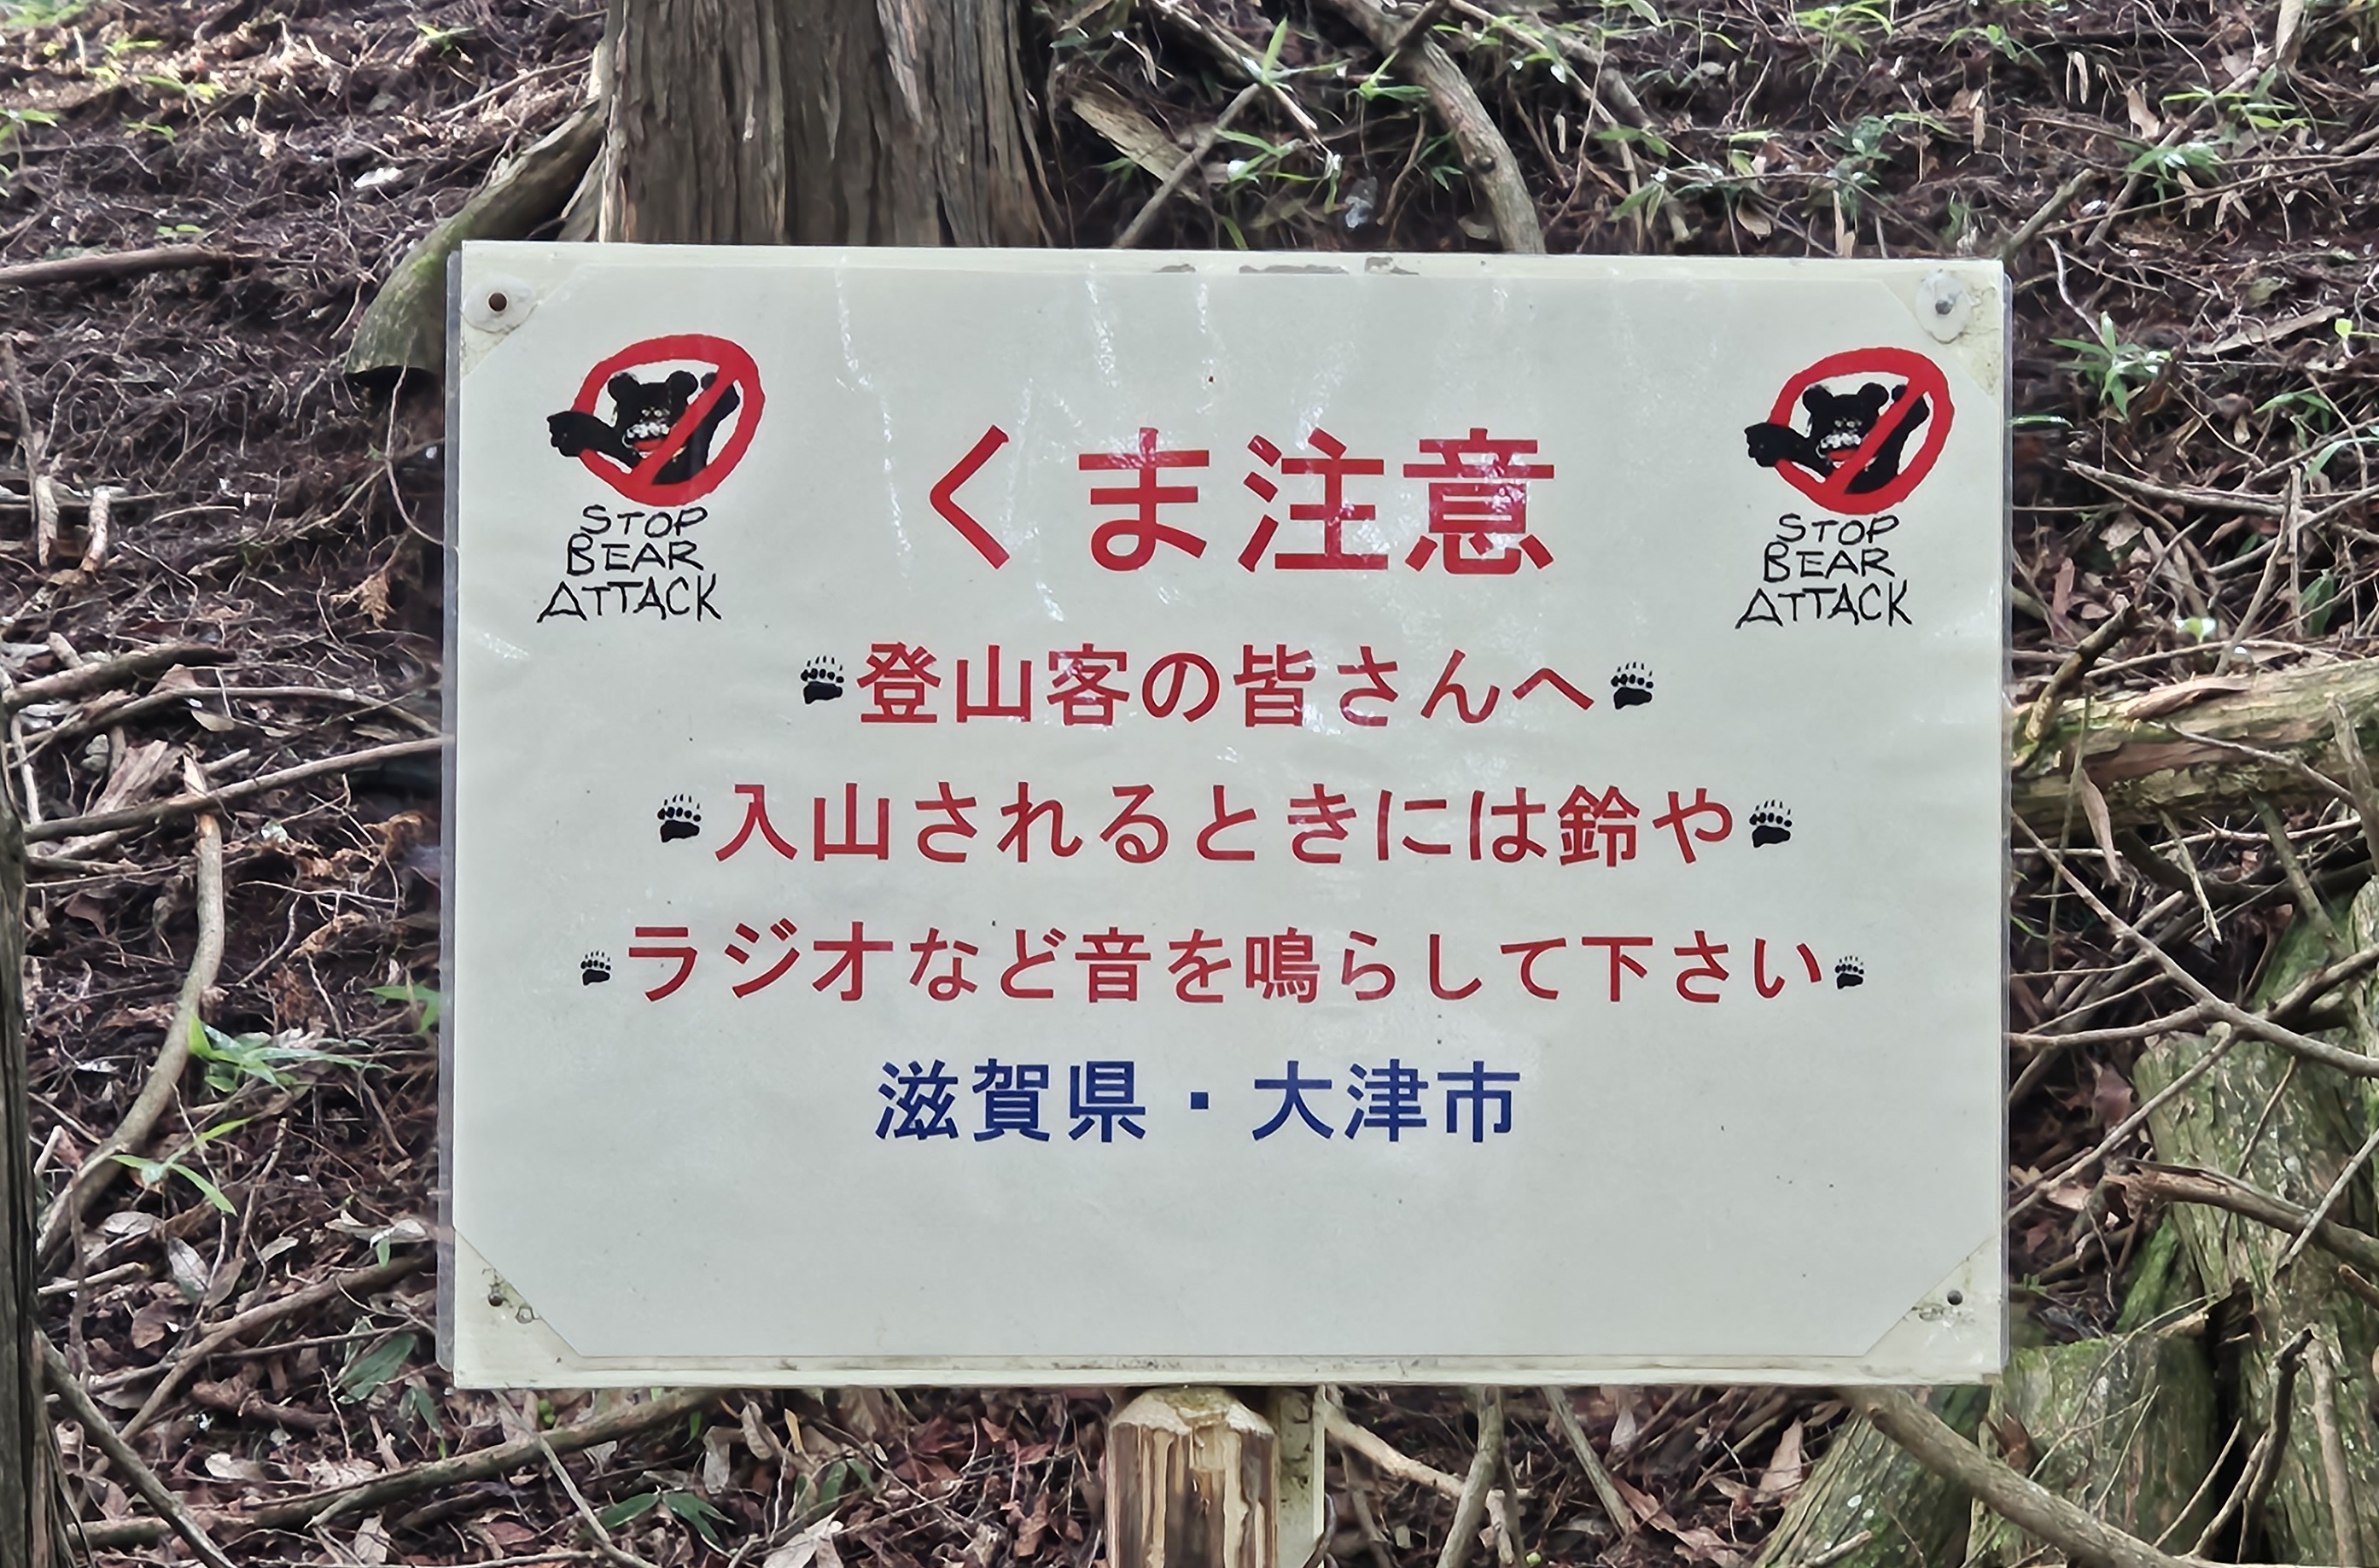 STOP
BEAR
ATTACK
くま注意
STOP
BEAR
ATTACK
登山客の皆さんへ
入山されるときには鈴や
ラジオなど音を鳴らして下さい
滋賀県・大津市